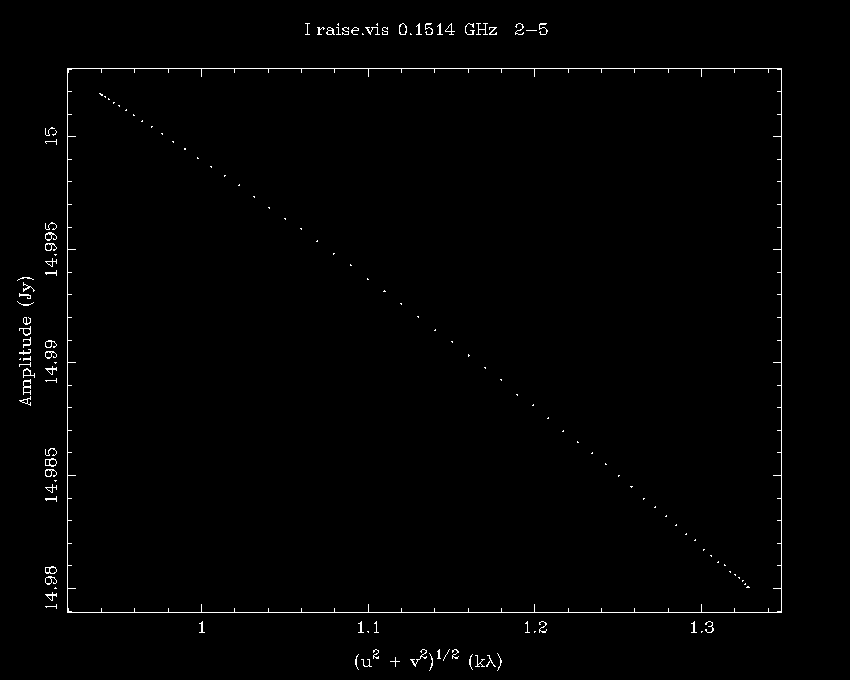 I raise.vis 0.1514 GHz 2-5
15
14.995
14.99
14.985
14.98
Amplitude (Jy)
1 1.1 1.2 1.3
(u² + v²)¹/² (kλ)